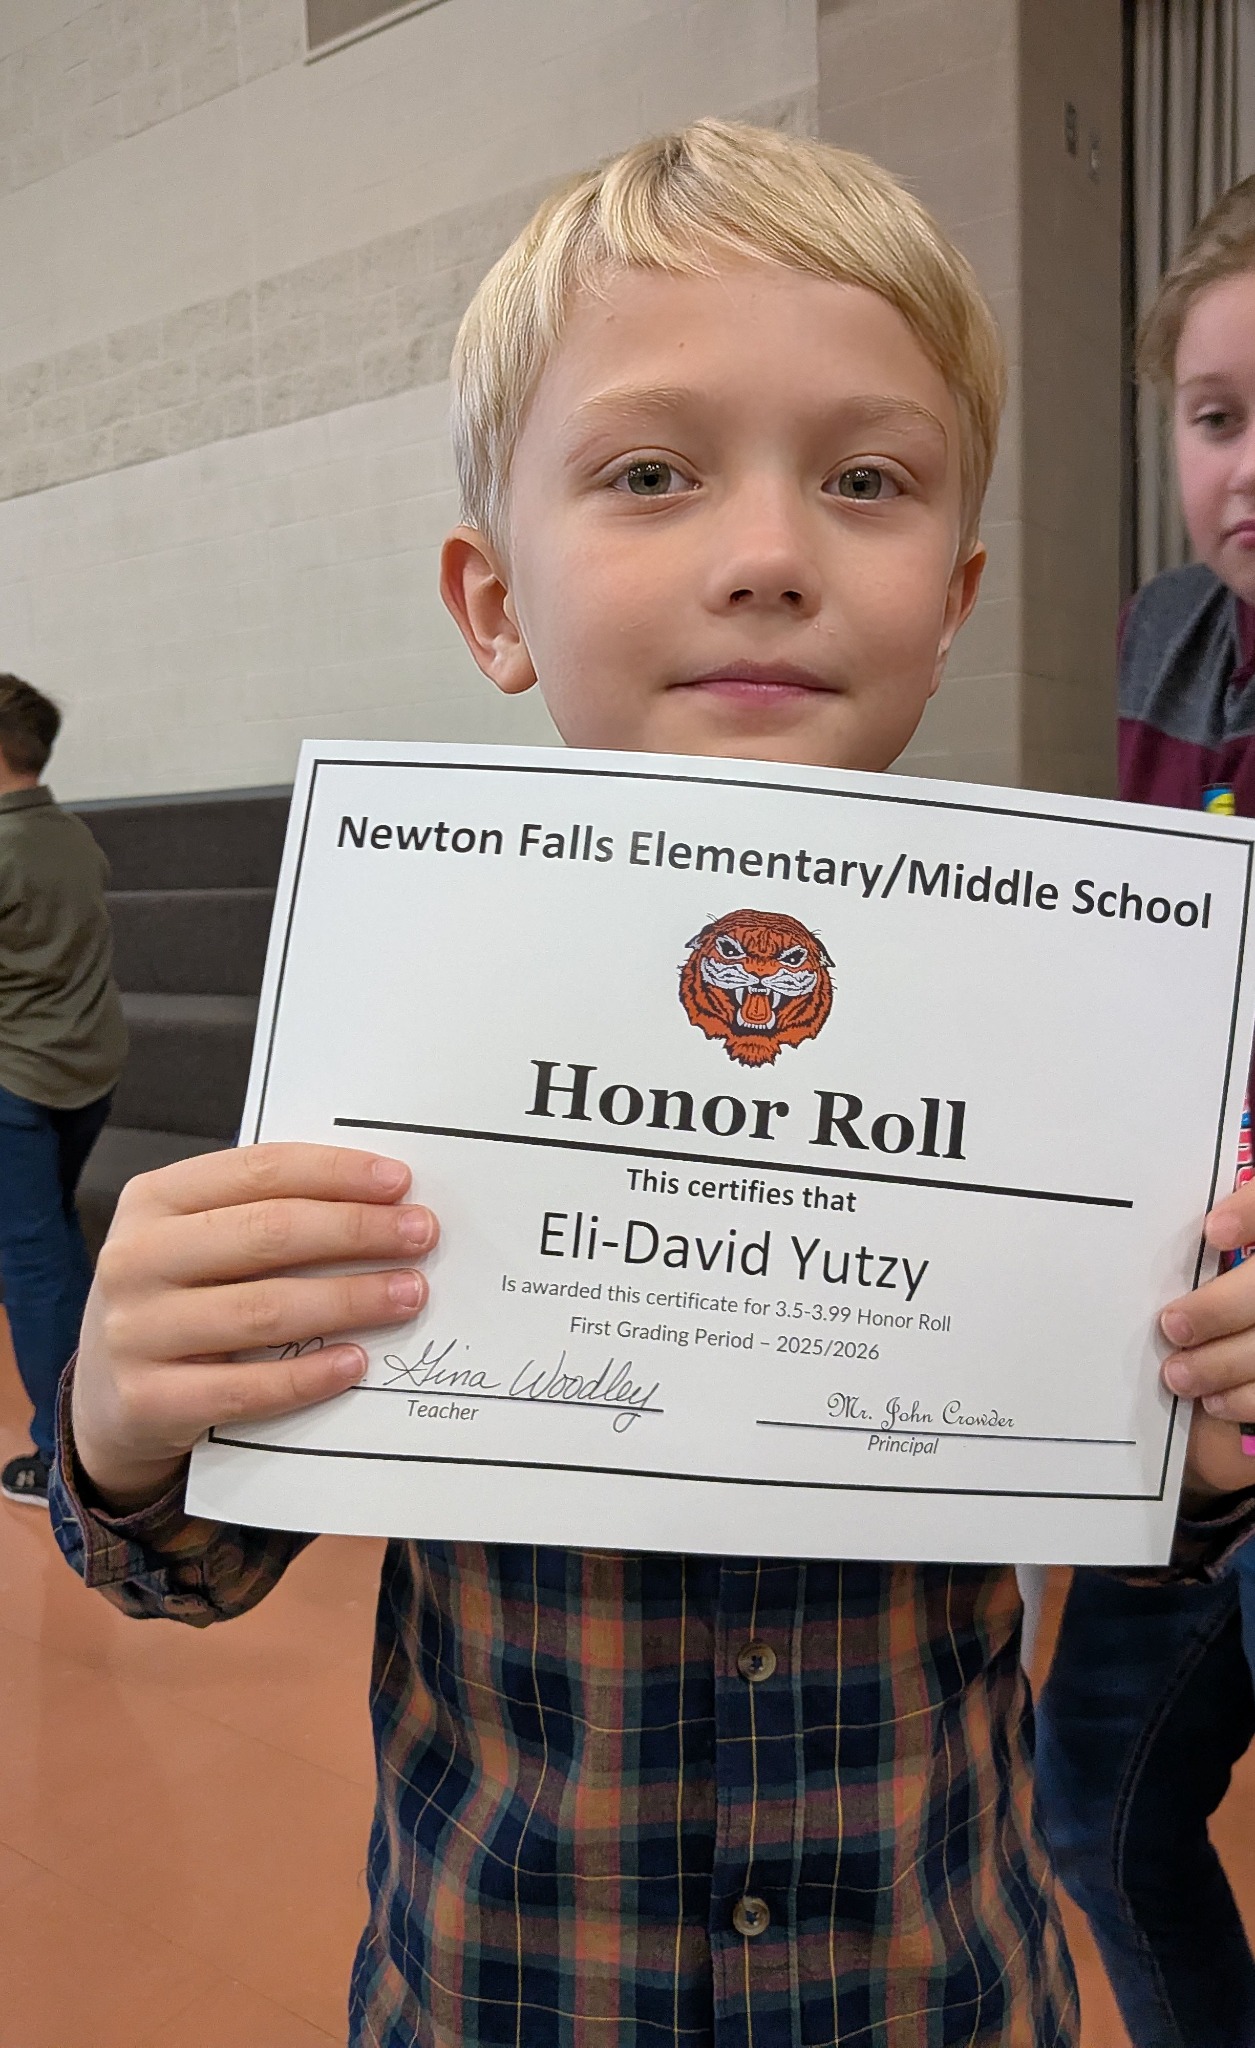 Newton Falls Elementary/Middle School
Honor Roll
This certifies that
Eli-David Yutzy
Is awarded this certificate for 3.5-3.99 Honor Roll
First Grading Period – 2025/2026
Gina Woodley
Mr. John Crowder
Teacher
Principal